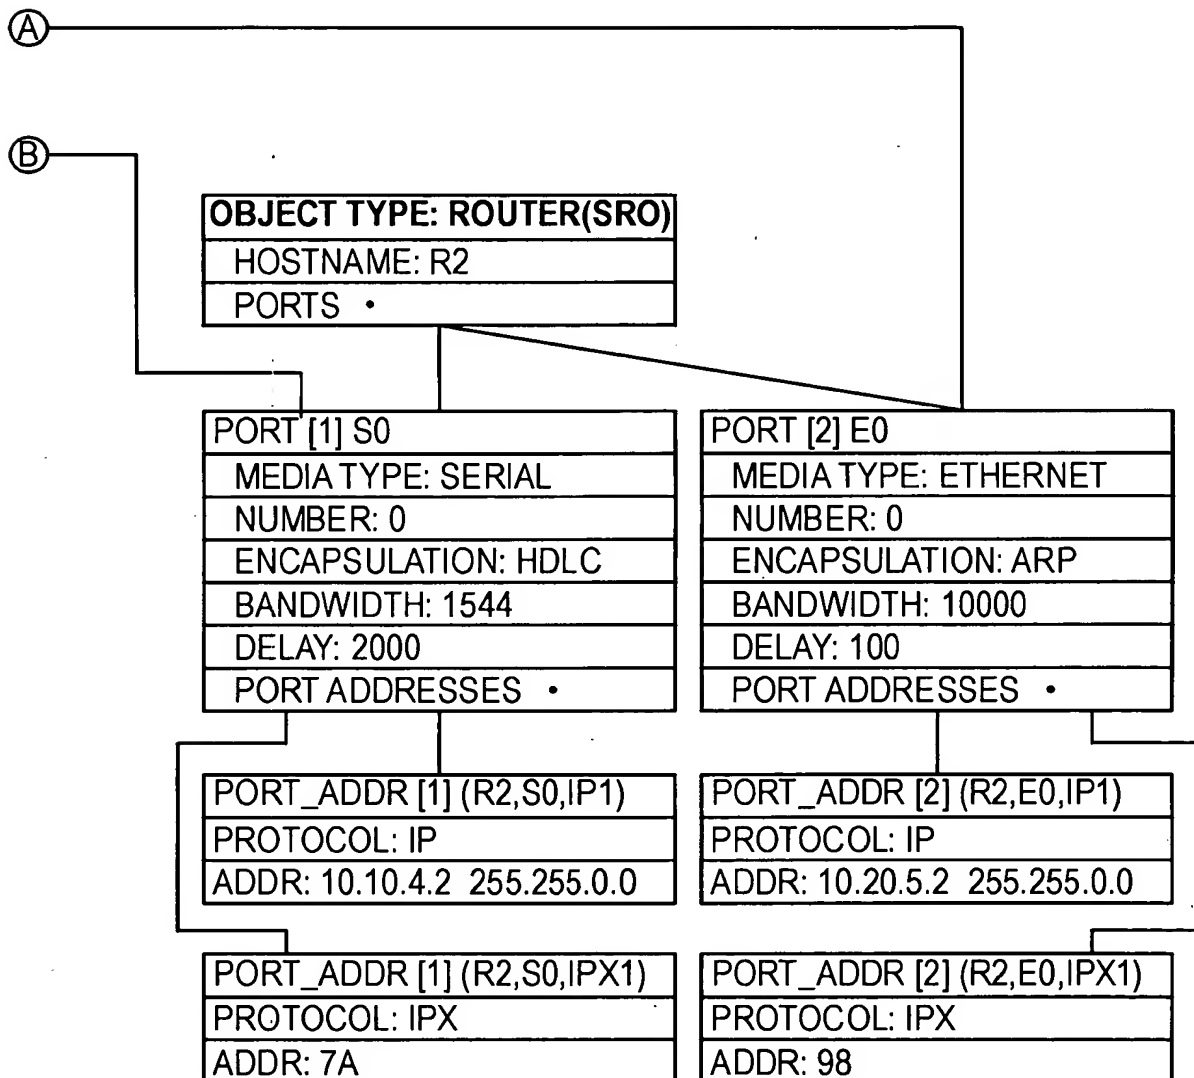 A
B
OBJECT TYPE: ROUTER(SRO)
HOSTNAME: R2
PORTS •
PORT [1] S0
MEDIA TYPE: SERIAL
NUMBER: 0
ENCAPSULATION: HDLC
BANDWIDTH: 1544
DELAY: 2000
PORT ADDRESSES •
PORT [2] E0
MEDIA TYPE: ETHERNET
NUMBER: 0
ENCAPSULATION: ARP
BANDWIDTH: 10000
DELAY: 100
PORT ADDRESSES •
PORT_ADDR [1] (R2,S0,IP1)
PROTOCOL: IP
ADDR: 10.10.4.2 255.255.0.0
PORT_ADDR [2] (R2,E0,IP1)
PROTOCOL: IP
ADDR: 10.20.5.2 255.255.0.0
PORT_ADDR [1] (R2,S0,IPX1)
PROTOCOL: IPX
ADDR: 7A
PORT_ADDR [2] (R2,E0,IPX1)
PROTOCOL: IPX
ADDR: 98